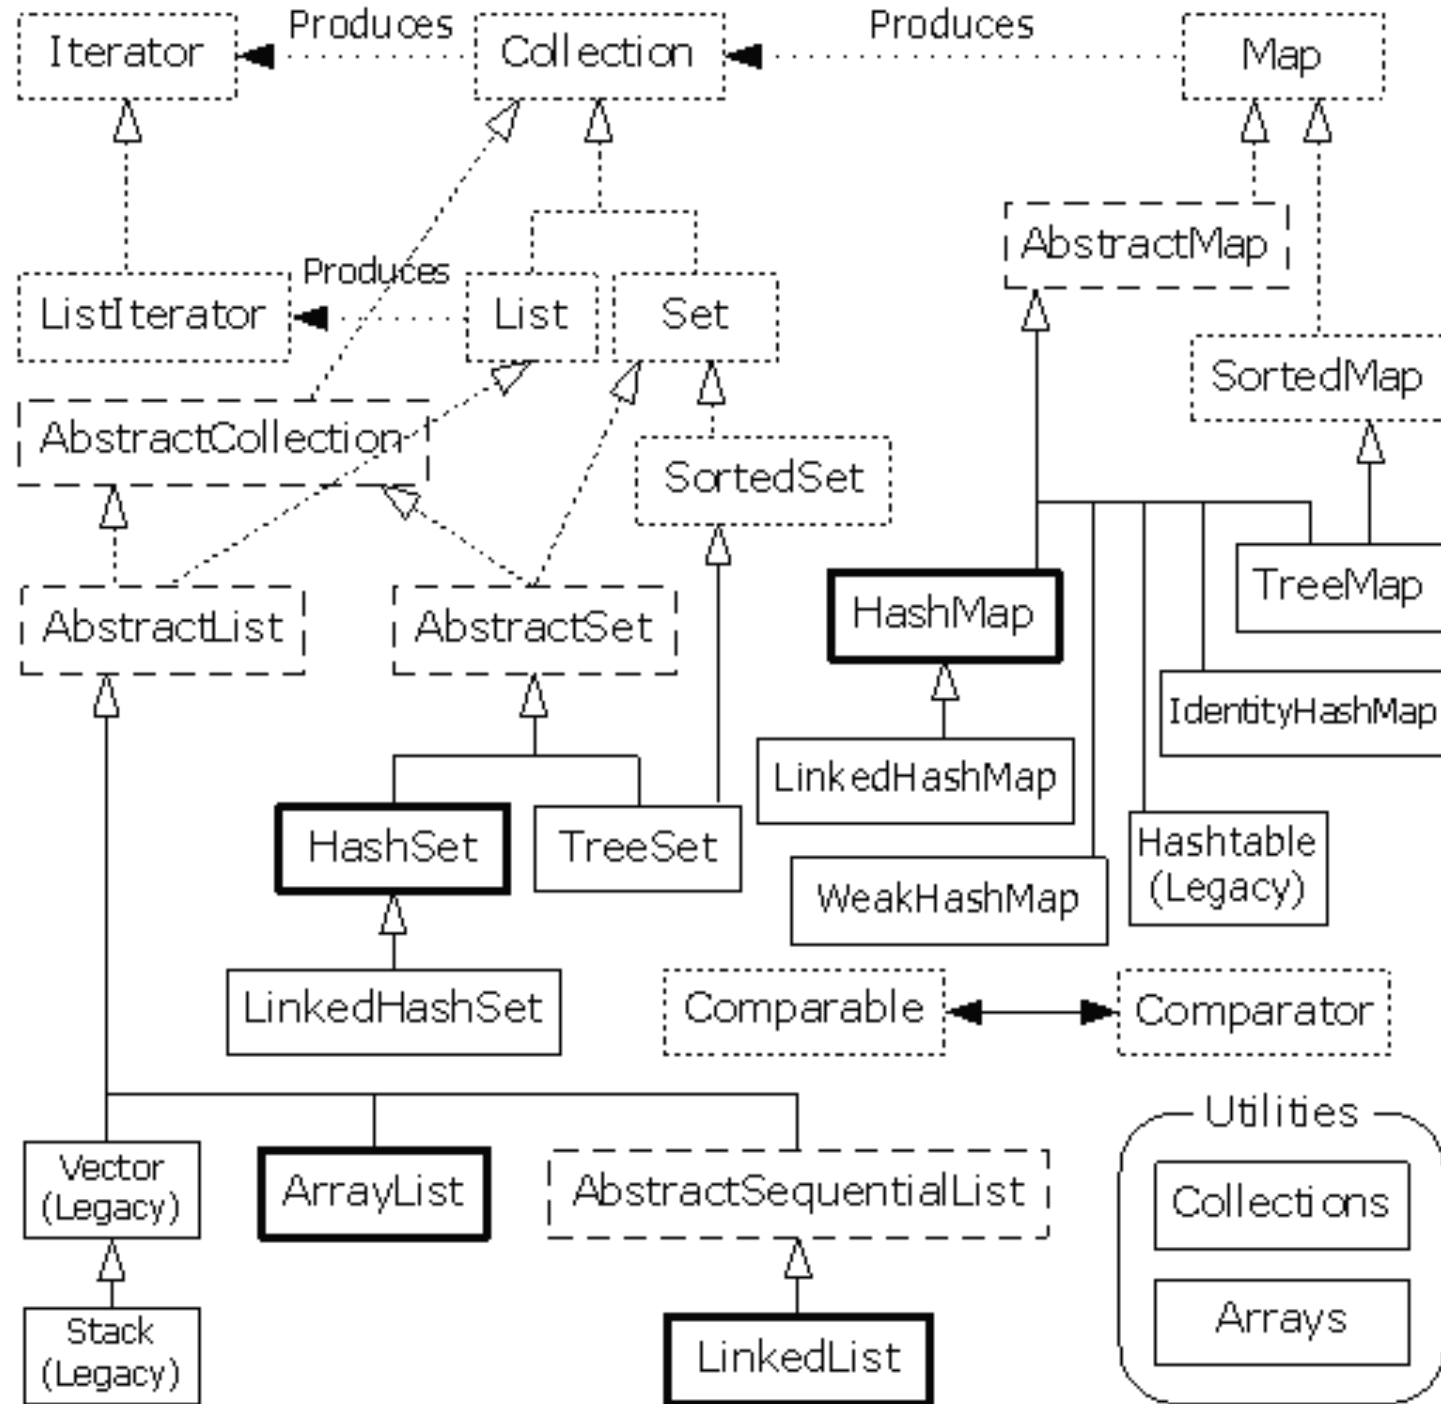 Produces
Produces
Iterator
Collection
Map
AbstractMap
Produces
ListIterator
List
Set
SortedMap
AbstractCollection
SortedSet
TreeMap
HashMap
AbstractList
AbstractSet
IdentityHashMap
LinkedHashMap
HashSet
TreeSet
Hashtable
(Legacy)
WeakHashMap
LinkedHashSet
Comparable
Comparator
Utilities
Vector
(Legacy)
ArrayList
AbstractSequentialList
Collections
Arrays
Stack
(Legacy)
LinkedList